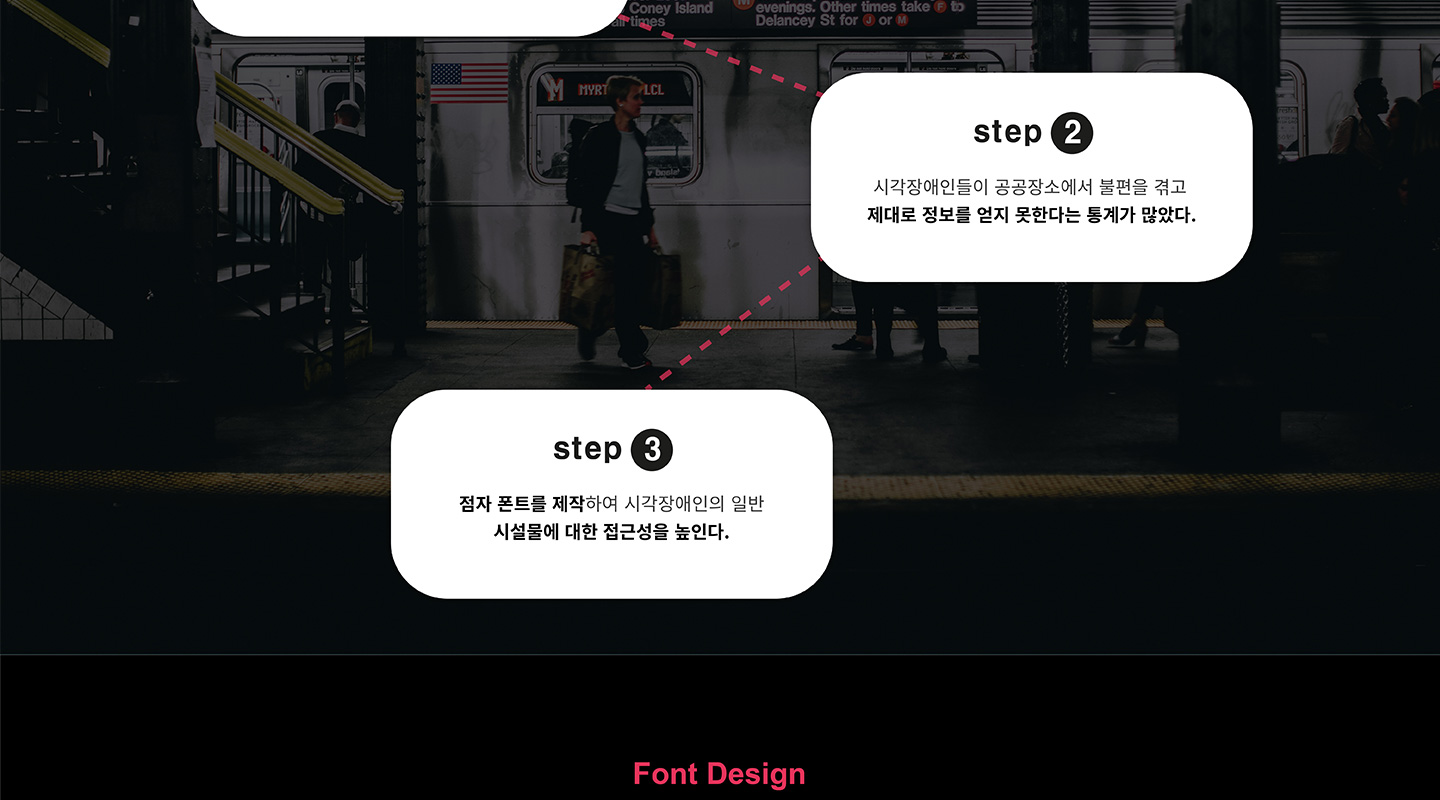 Coney Island
all times
M
evenings. Other times take F to
Delancey St for J or M
M MYRT LCL
step 2
시각장애인들이 공공장소에서 불편을 겪고
제대로 정보를 얻지 못한다는 통계가 많았다.
step 3
점자 폰트를 제작하여 시각장애인의 일반
시설물에 대한 접근성을 높인다.
Font Design